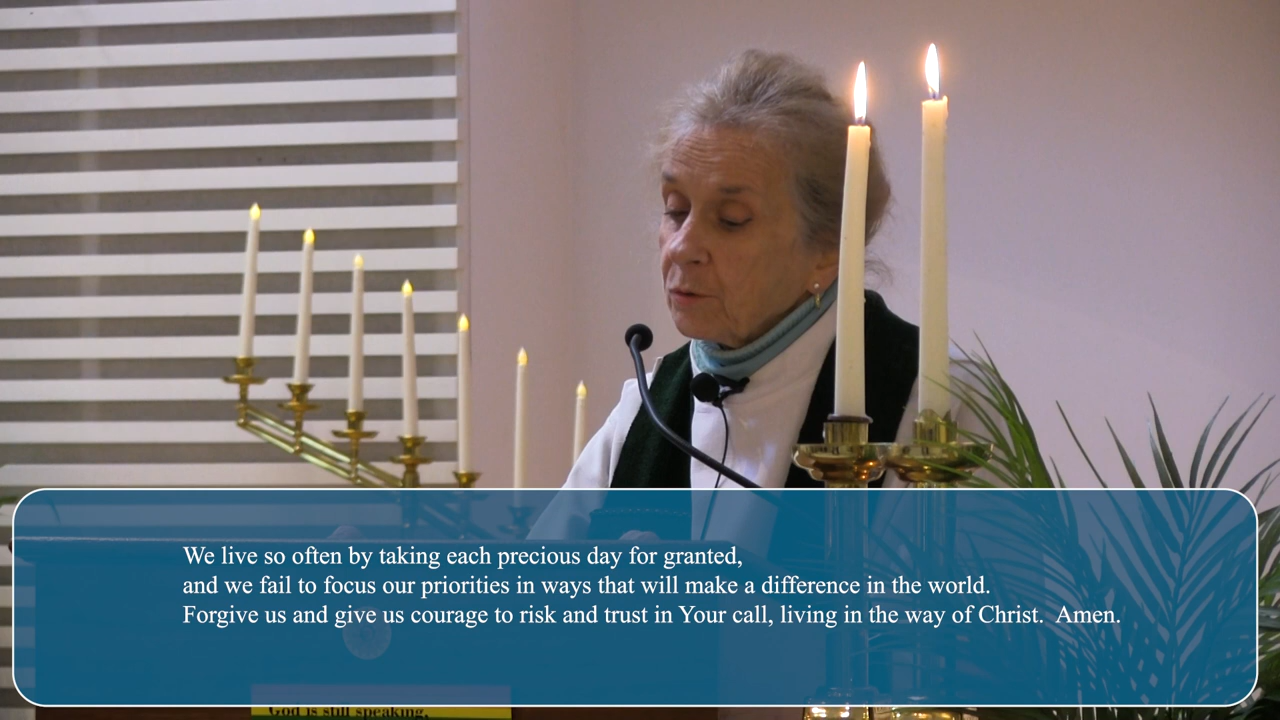 We live so often by taking each precious day for granted,
and we fail to focus our priorities in ways that will make a difference in the world.
Forgive us and give us courage to risk and trust in Your call, living in the way of Christ.  Amen.
God is still speaking,